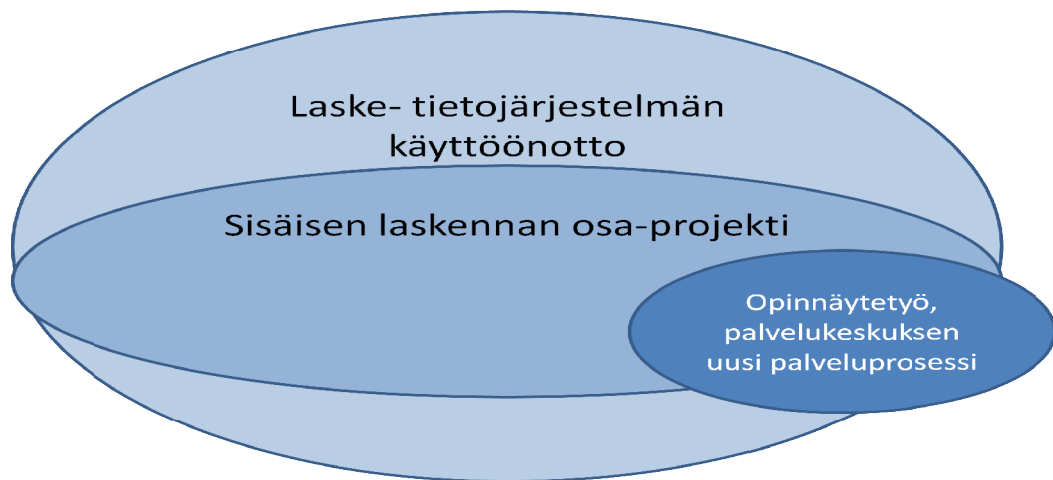 Laske- tietojärjestelmän
käyttöönotto
Sisäisen laskennan osa-projekti
Opinnäytetyö,
palvelukeskuksen
uusi palveluprosessi